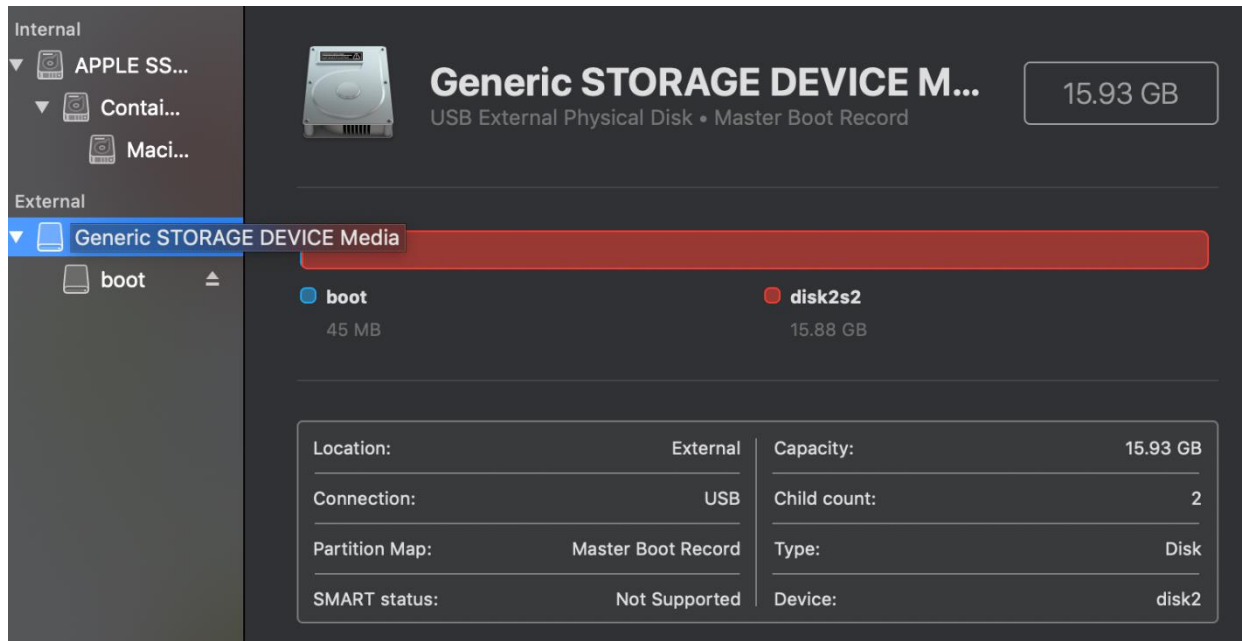 Internal
APPLE SS...
Contai...
Maci...
External
Generic STORAGE DEVICE Media
boot
Generic STORAGE DEVICE M...
USB External Physical Disk • Master Boot Record
15.93 GB
boot
45 MB
disk2s2
15.88 GB
Location: External
Connection: USB
Partition Map: Master Boot Record
SMART status: Not Supported
Capacity: 15.93 GB
Child count: 2
Type: Disk
Device: disk2